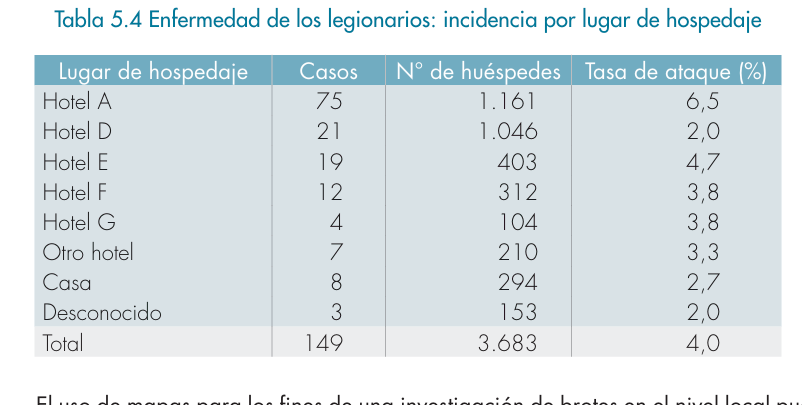 Tabla 5.4 Enfermedad de los legionarios: incidencia por lugar de hospedaje
Lugar de hospedaje Casos N° de huéspedes Tasa de ataque (%)
Hotel A 75 1.161 6,5
Hotel D 21 1.046 2,0
Hotel E 19 403 4,7
Hotel F 12 312 3,8
Hotel G 4 104 3,8
Otro hotel 7 210 3,3
Casa 8 294 2,7
Desconocido 3 153 2,0
Total 149 3.683 4,0
El uso de mapas para los fines de una investigación de brotes en el nivel local